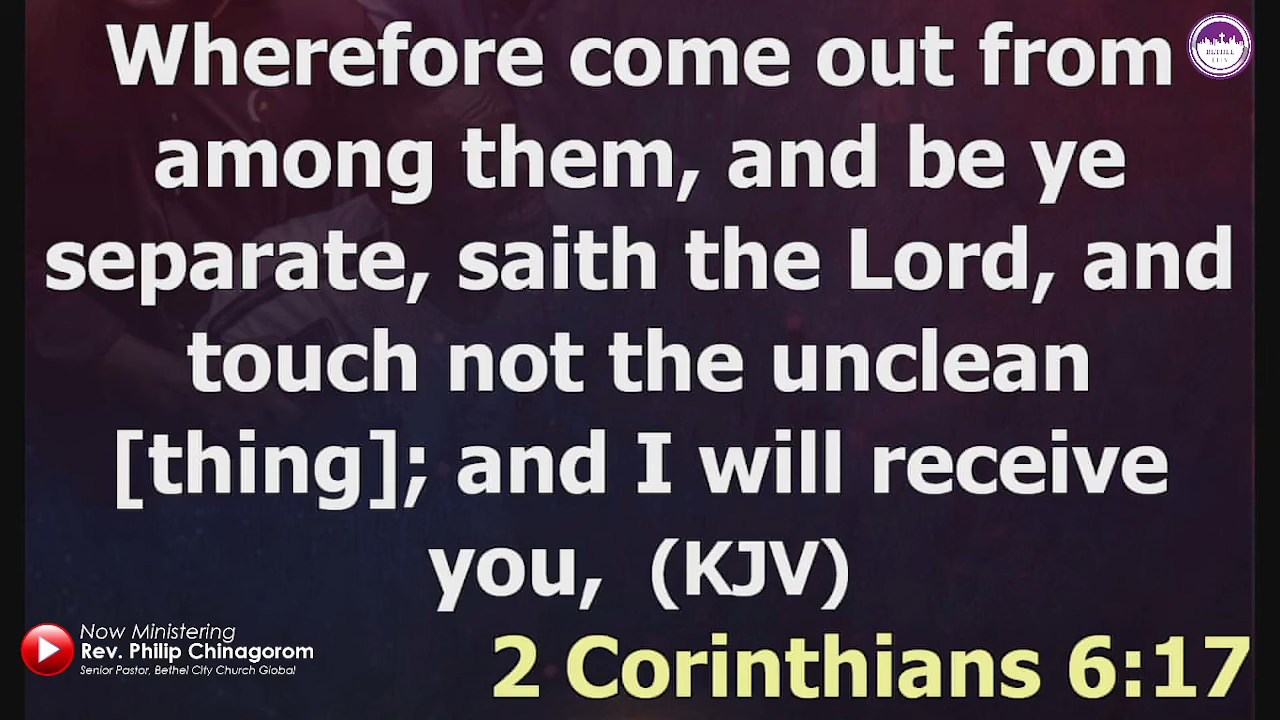 Wherefore come out from
among them, and be ye
separate, saith the Lord, and
touch not the unclean
[thing]; and I will receive
you, (KJV)
2 Corinthians 6:17
Now Ministering
Rev. Philip Chinagorom
Senior Pastor, Bethel City Church Global
BETHEL
CITY